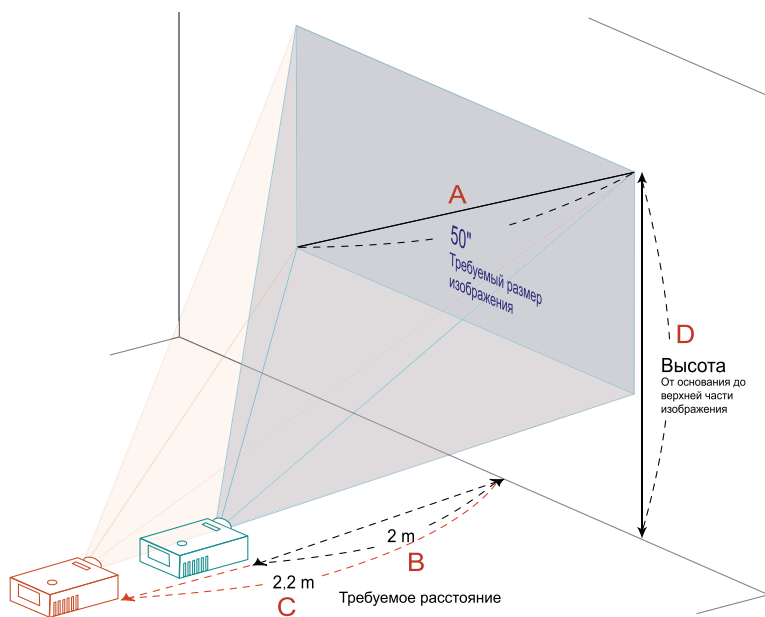 A
50"
Требуемый размер
изображения
D
Высота
От основания до
верхней части
изображения
2 m
B
2,2 m
C
Требуемое расстояние